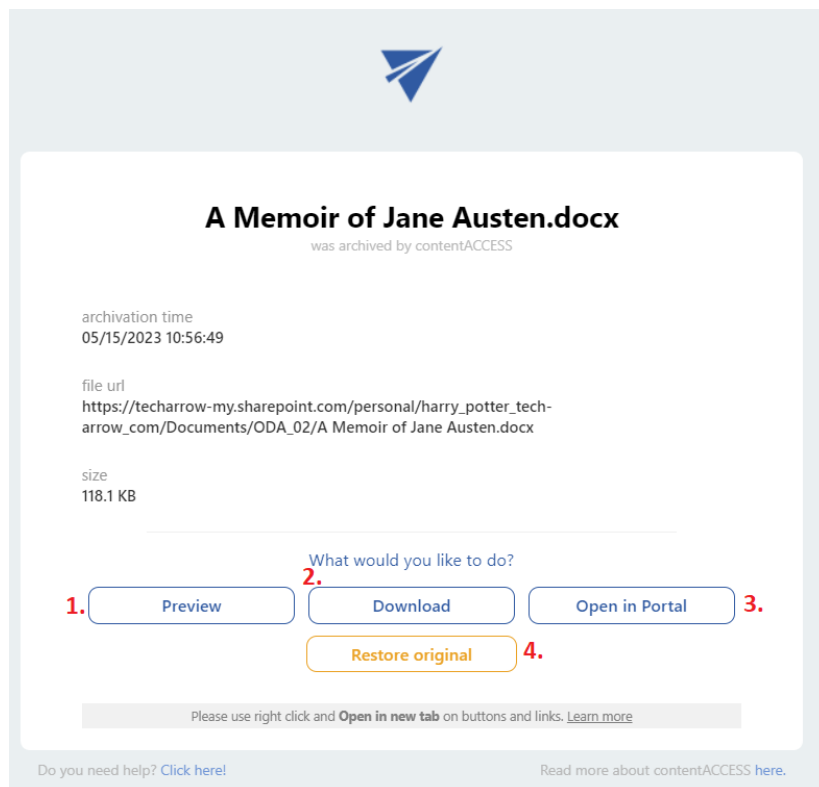 A Memoir of Jane Austen.docx
was archived by contentACCESS
archivation time
05/15/2023 10:56:49
file url
https://techarrow-my.sharepoint.com/personal/harry_potter_tech-
arrow_com/Documents/ODA_02/A Memoir of Jane Austen.docx
size
118.1 KB
What would you like to do?
1. Preview 2. Download Open in Portal 3.
Restore original 4.
Please use right click and Open in new tab on buttons and links. Learn more
Do you need help? Click here! Read more about contentACCESS here.